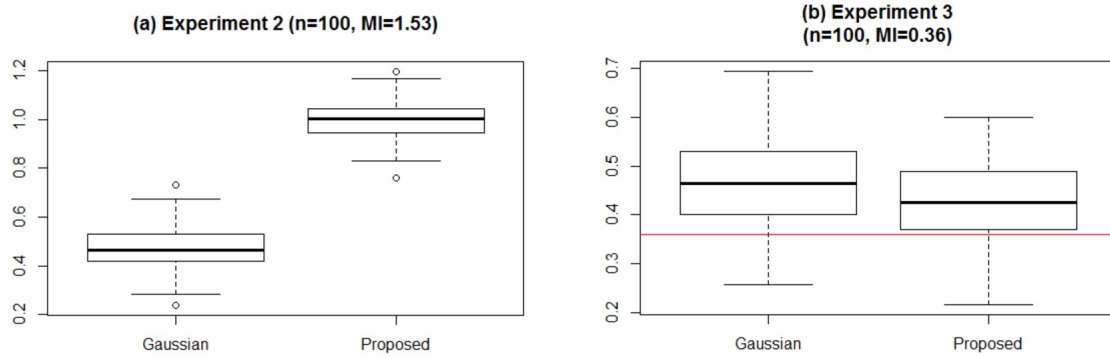 (a) Experiment 2 (n=100, MI=1.53)
1.2
1.0
0.8
0.6
0.4
0.2
Gaussian Proposed
(b) Experiment 3
(n=100, MI=0.36)
0.7
0.6
0.5
0.4
0.3
0.2
Gaussian Proposed